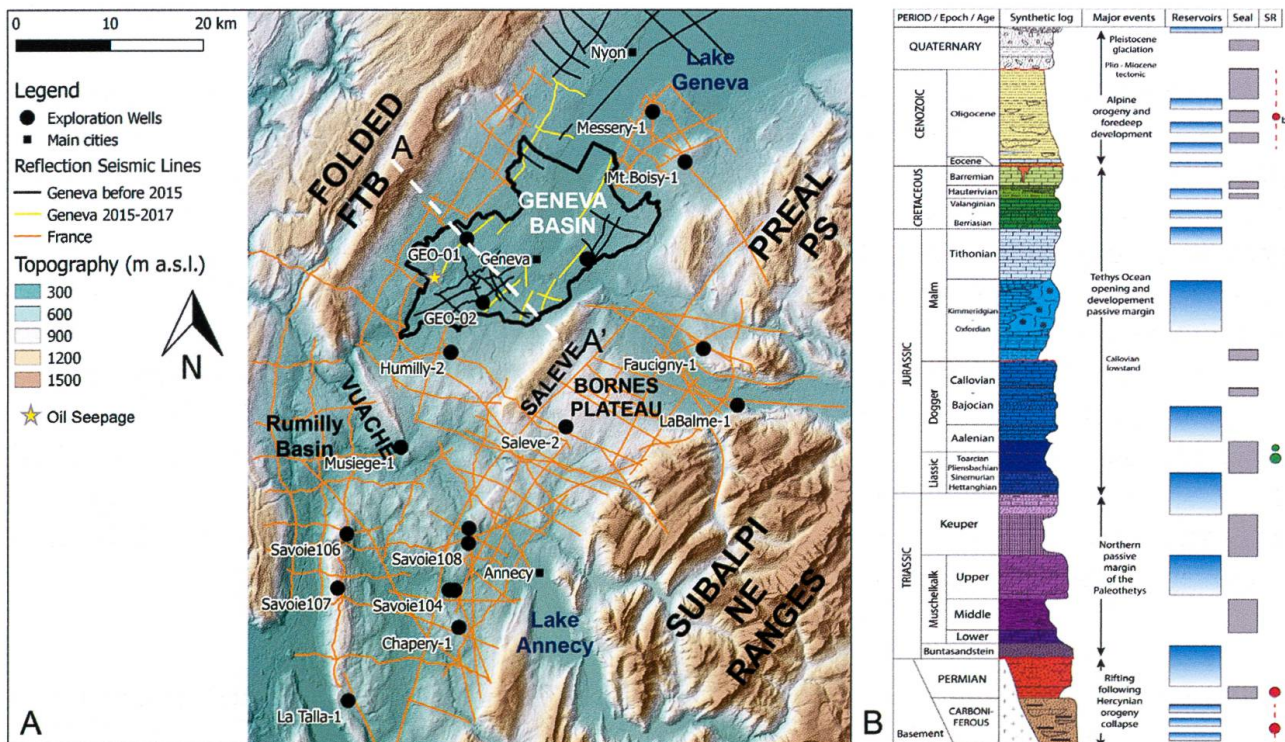 0 10 20 km
Legend
Exploration Wells
Main cities
Reflection Seismic Lines
Geneva before 2015
Geneva 2015-2017
France
Topography (m a.s.l.)
300
600
900
1200
1500
N
Oil Seepage
A
Nyon
Lake
Geneva
Messery-1
Mt.Boisy-1
FOLDED
FTB
A
GENEVA
BASIN
PREAL
PS
GEO-01
Geneva
GEO-02
A'
Humilly-2
SALEVE
Faucigny-1
BORNES
PLATEAU
LaBalme-1
VUACHE
Rumilly
Basin
Musiege-1
Saleve-2
Savoie106
Savoie108
Annecy
Savoie107
Savoie104
Chapery-1
Lake
Annecy
SUBALPI
NE
RANGES
La Talla-1
B
PERIOD / Epoch / Age Synthetic log Major events Reservoirs Seal SR
QUATERNARY
Pleistocene
glaciation
Plio - Miocene
tectonic
CENOZOIC
Oligocene
Eocene
Alpine
orogeny and
foredeep
development
CRETACEOUS
Barremian
Hauterivian
Valanginian
-
Berriasian
JURASSIC
Malm
Tithonian
Kimmeridgian
-
Oxfordian
Tethys Ocean
opening and
developement
passive margin
Callovian
lowstand
Dogger
Callovian
-
Bajocian
Aalenian
Liassic
Toarcian
Pliensbachian
Sinemurian
Hettanghian
TRIASSIC
Keuper
Muschelkalk
Upper
Middle
Lower
Buntasandstein
Northern
passive
margin
of the
Paleothetys
PERMIAN
CARBONI-
FEROUS
Basement
Rifting
following
Hercynian
orogeny
collapse